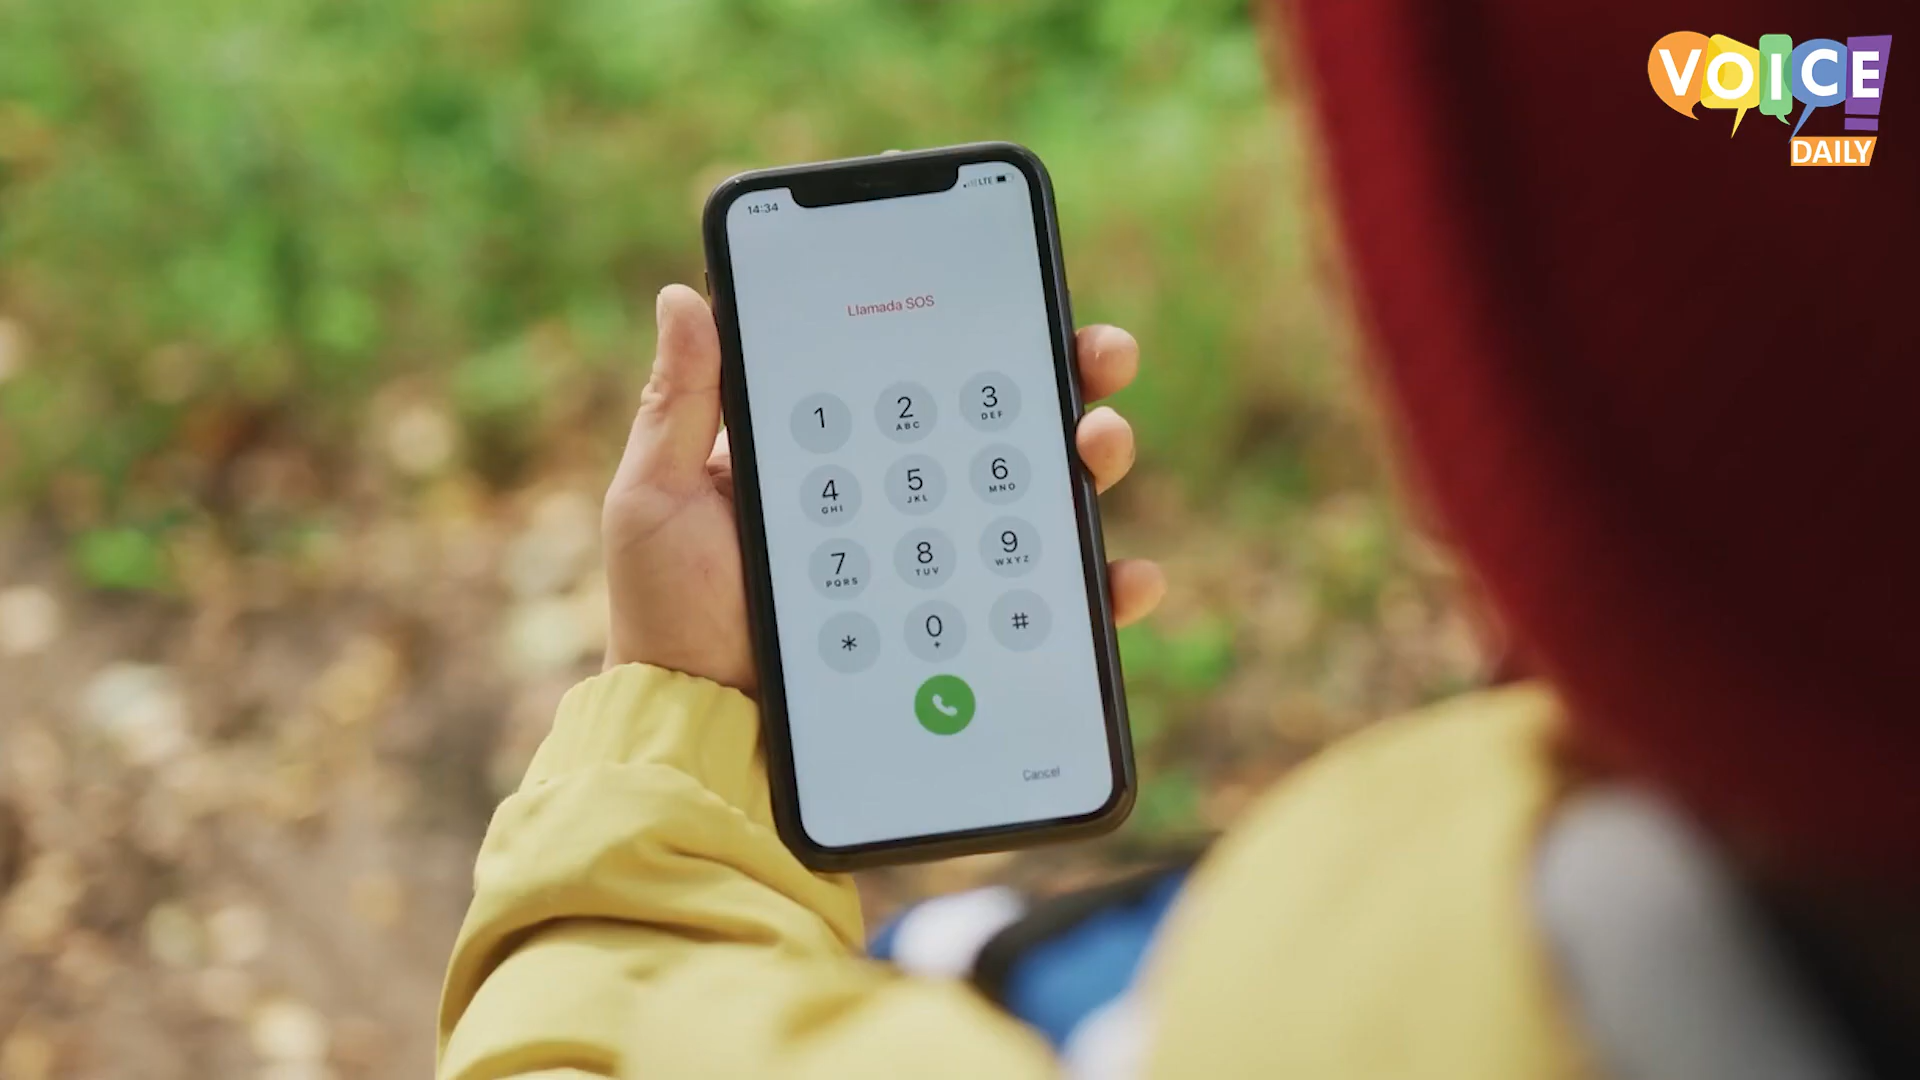 VOICE!
DAILY
14:34
LTE
Llamada SOS
1
2
ABC
3
DEF
4
GHI
5
JKL
6
MNO
7
PQRS
8
TUV
9
WXYZ
*
0
+
#
Cancel